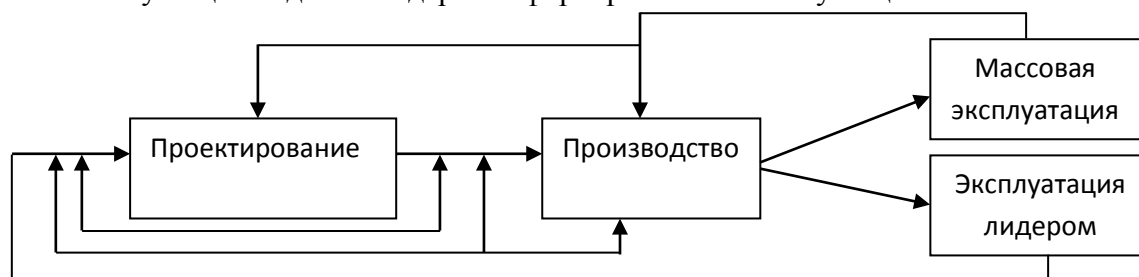 Проектирование
Производство
Массовая
эксплуатация
Эксплуатация
лидером